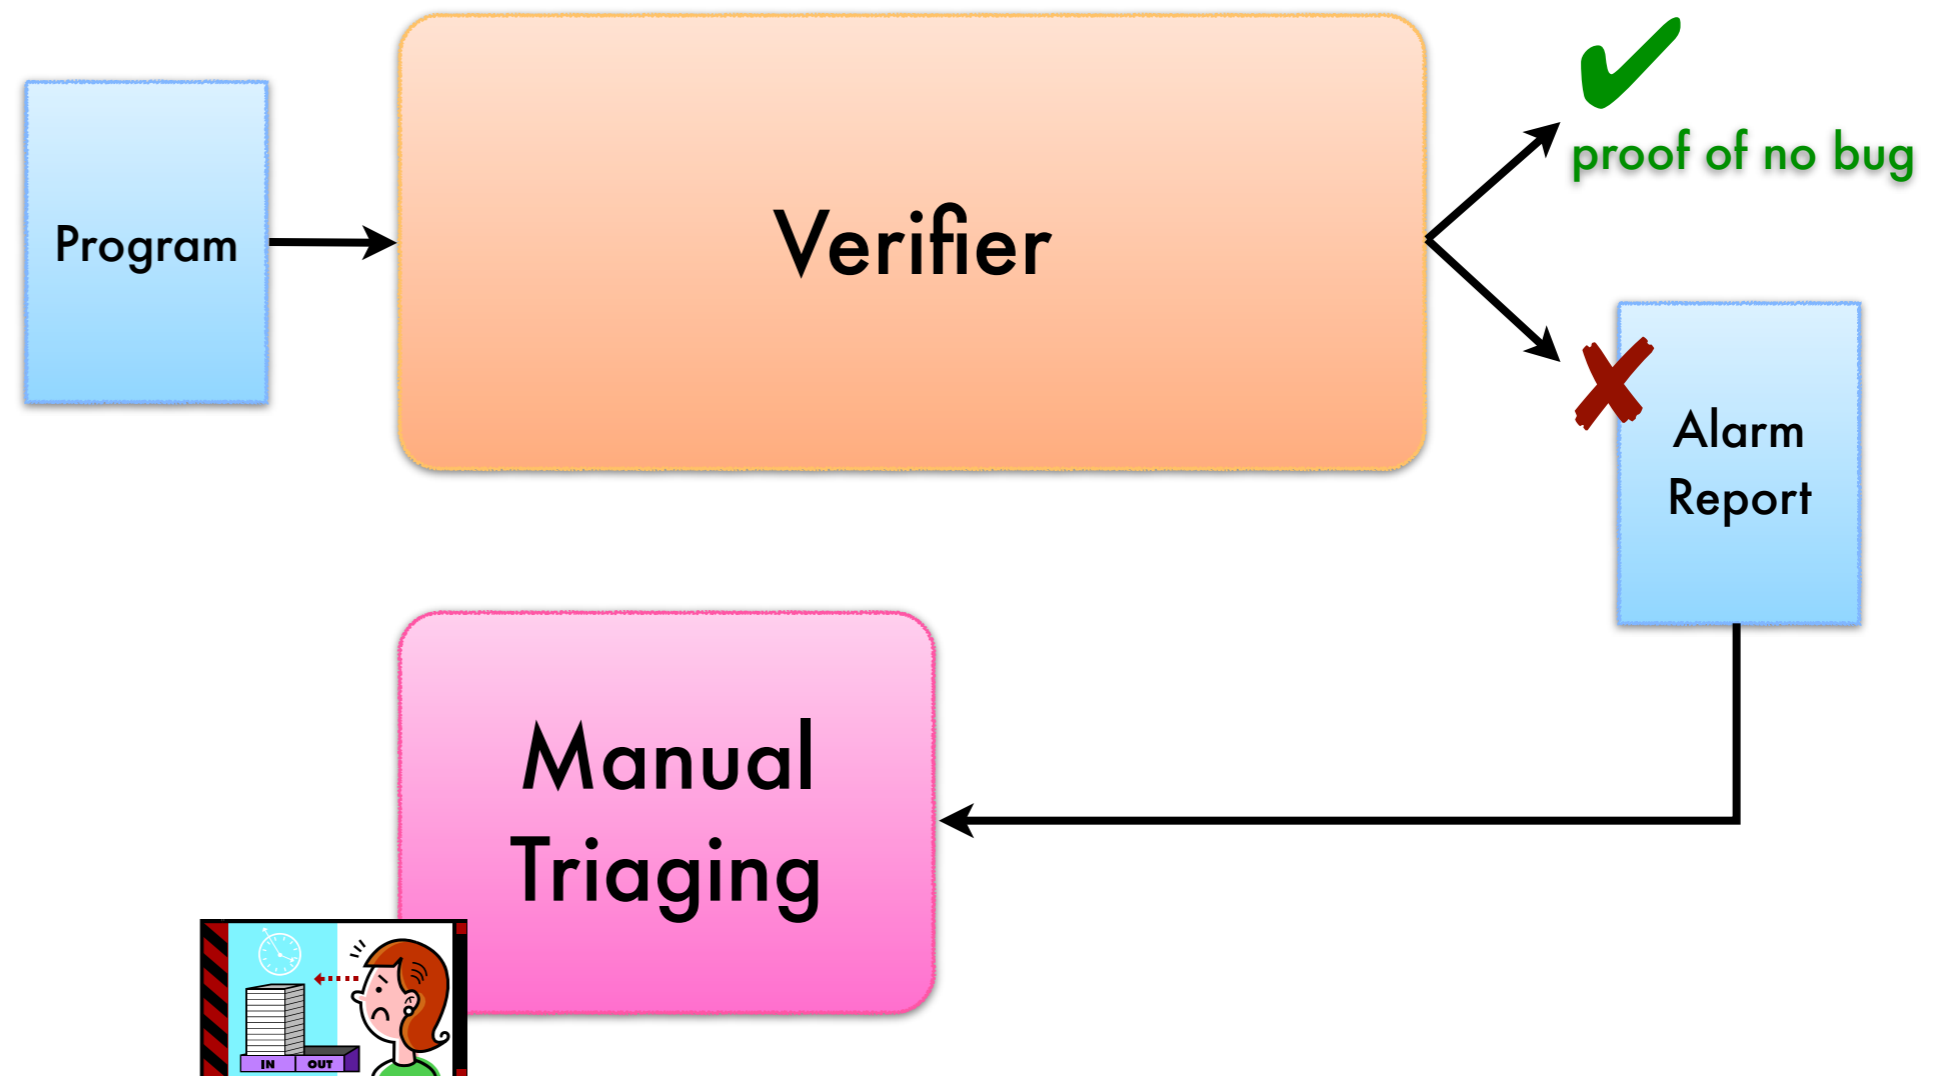 Program
Verifier
proof of no bug
Alarm
Report
Manual
Triaging
IN
OUT